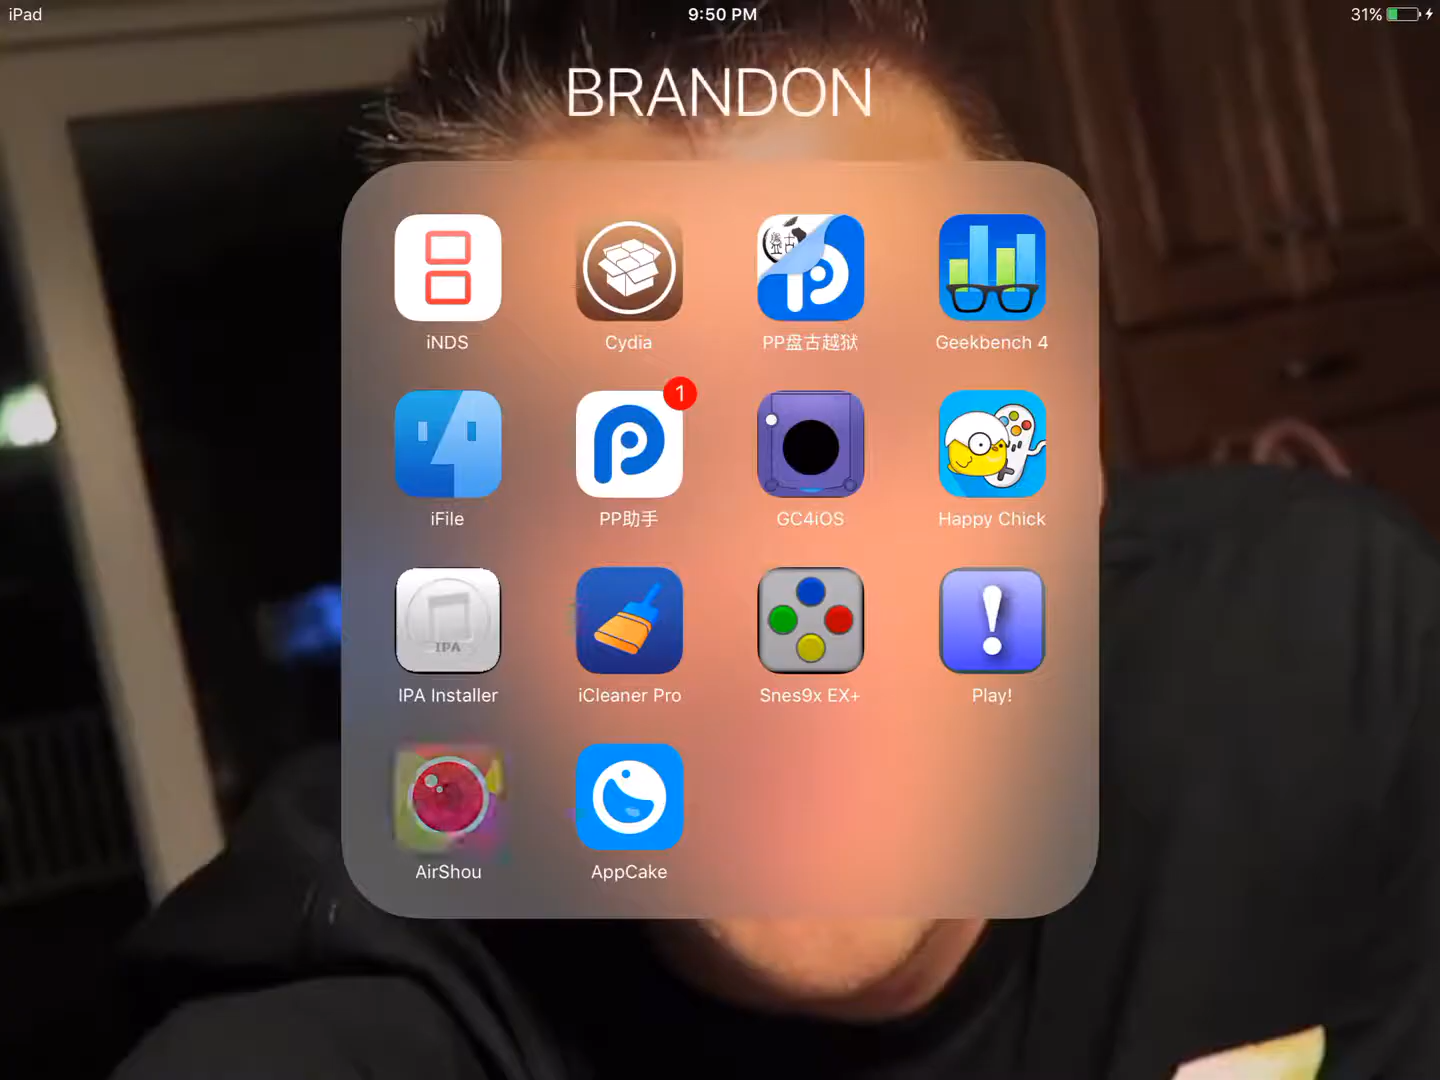 iPad
9:50 PM
31%
BRANDON
iNDS
Cydia
PP盘古越狱
Geekbench 4
1
iFile
PP助手
GC4iOS
Happy Chick
IPA
IPA Installer
iCleaner Pro
Snes9x EX+
Play!
AirShou
AppCake